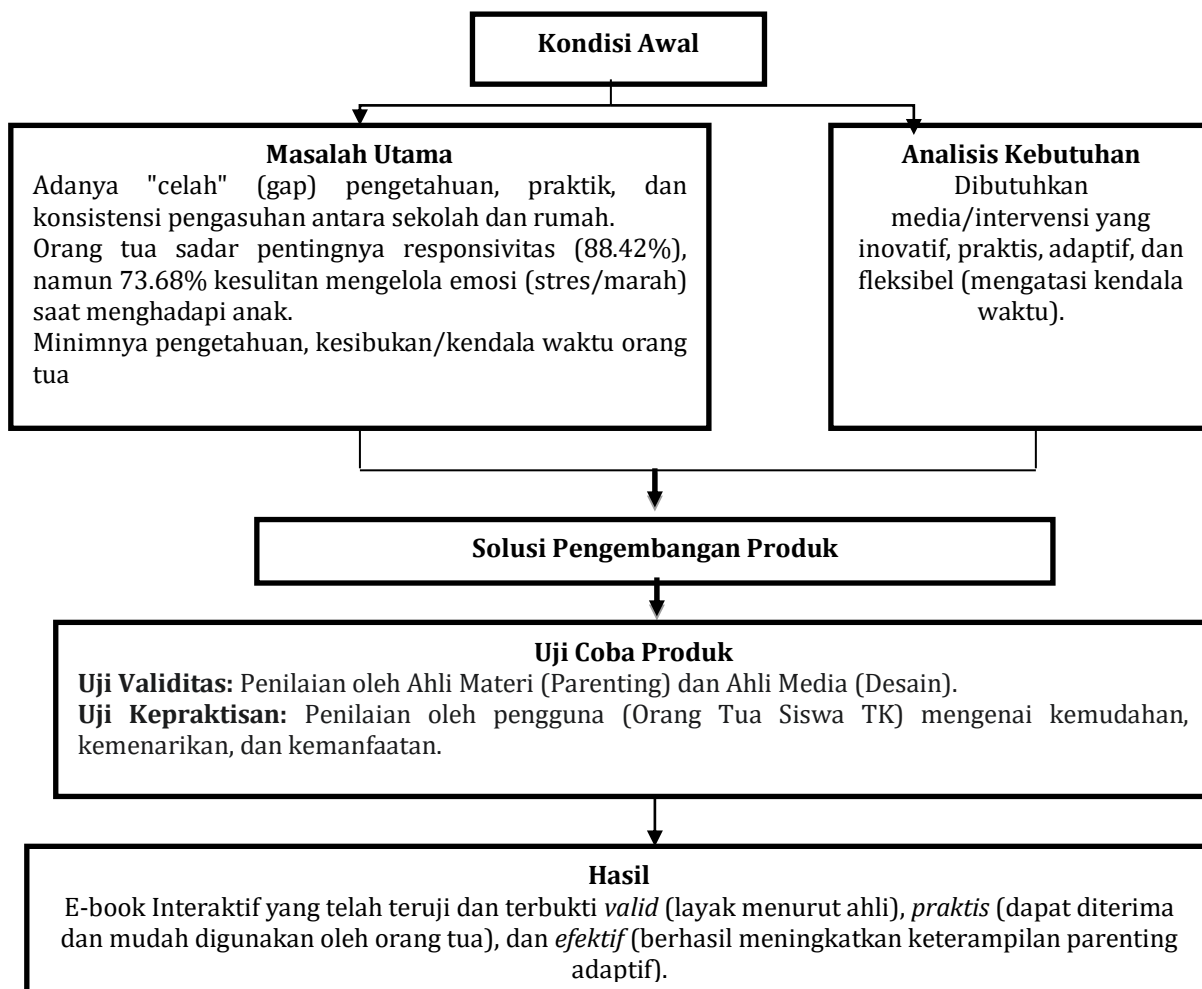 Kondisi Awal
Masalah Utama
Adanya "celah" (gap) pengetahuan, praktik, dan
konsistensi pengasuhan antara sekolah dan rumah.
Orang tua sadar pentingnya responsivitas (88.42%),
namun 73.68% kesulitan mengelola emosi (stres/marah)
saat menghadapi anak.
Minimnya pengetahuan, kesibukan/kendala waktu orang
tua
Analisis Kebutuhan
Dibutuhkan
media/intervensi yang
inovatif, praktis, adaptif, dan
fleksibel (mengatasi kendala
waktu).
Solusi Pengembangan Produk
Uji Coba Produk
Uji Validitas: Penilaian oleh Ahli Materi (Parenting) dan Ahli Media (Desain).
Uji Kepraktisan: Penilaian oleh pengguna (Orang Tua Siswa TK) mengenai kemudahan,
kemenarikan, dan kemanfaatan.
Hasil
E-book Interaktif yang telah teruji dan terbukti valid (layak menurut ahli), praktis (dapat diterima
dan mudah digunakan oleh orang tua), dan efektif (berhasil meningkatkan keterampilan parenting
adaptif).